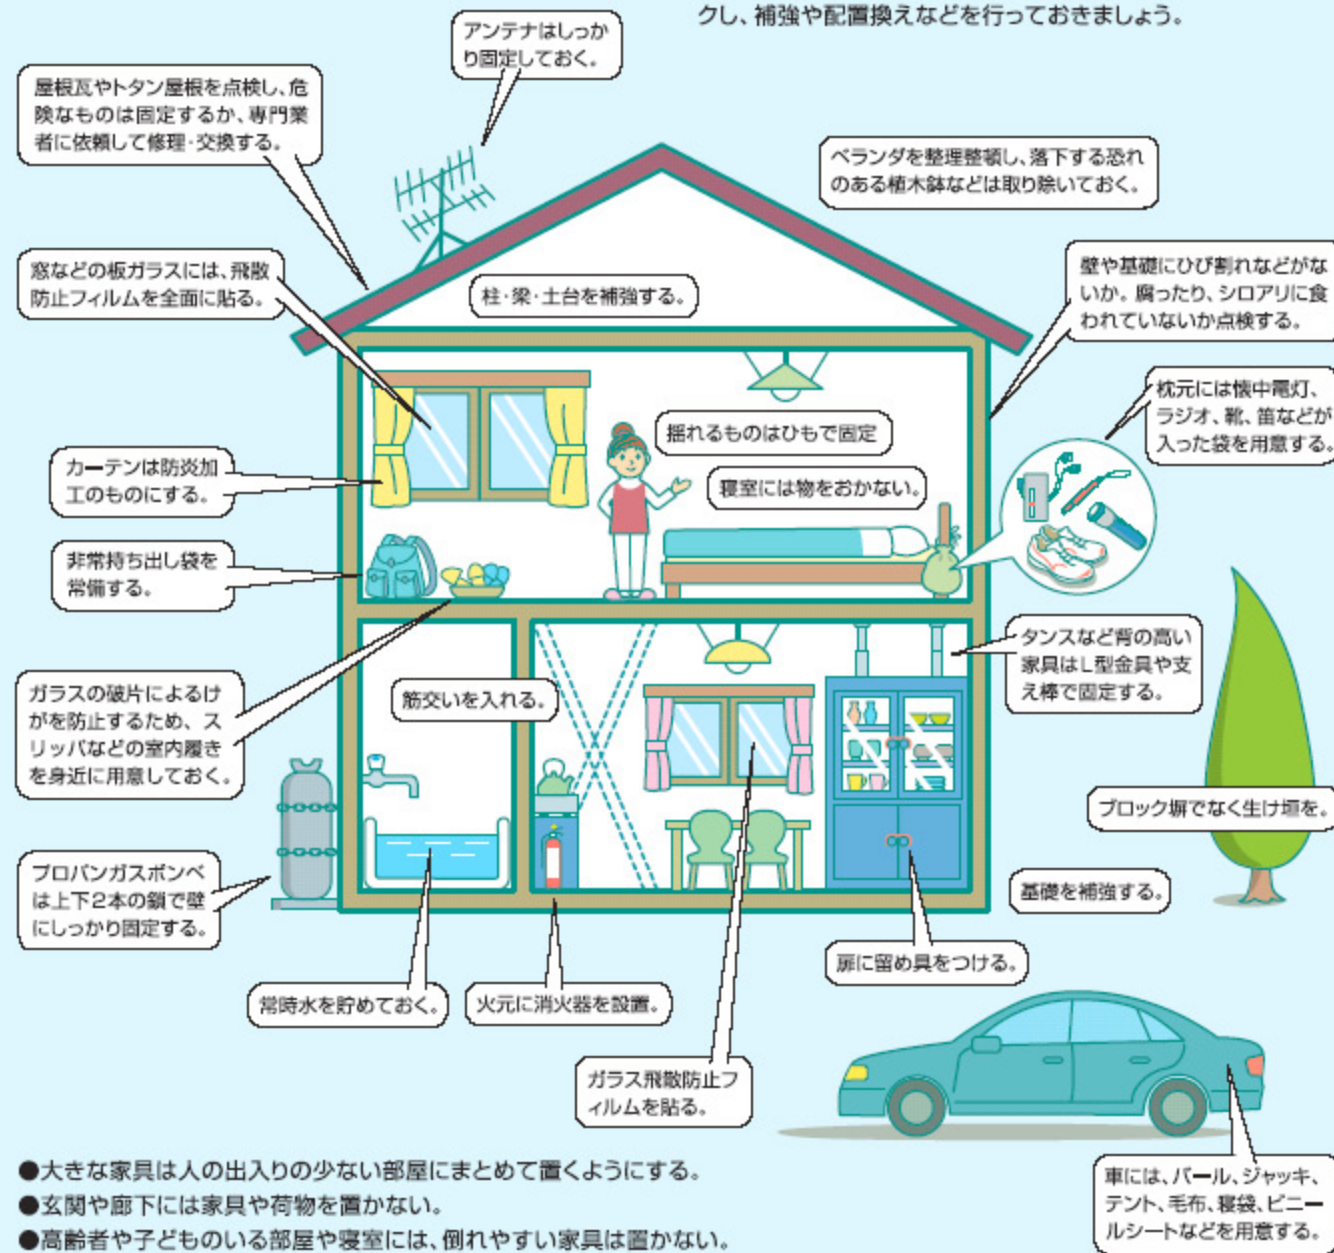 クし、補強や配置換えなどを行っておきましょう。
アンテナはしっか
り固定しておく。
屋根瓦やトタン屋根を点検し、危
険なものは固定するか、専門業
者に依頼して修理・交換する。
ベランダを整理整頓し、落下する恐れ
のある植木鉢などは取り除いておく。
窓などの板ガラスには、飛散
防止フィルムを全面に貼る。
柱・梁・土台を補強する。
壁や基礎にひび割れなどがな
いか。腐ったり、シロアリに食
われていないか点検する。
枕元には懐中電灯、
ラジオ、靴、笛などが
入った袋を用意する。
揺れるものはひもで固定
寝室には物をおかない。
カーテンは防炎加
工のものにする。
非常持ち出し袋を
常備する。
タンスなど背の高い
家具はL型金具や支
え棒で固定する。
ガラスの破片によるけ
がを防止するため、ス
リッパなどの室内履き
を身近に用意しておく。
筋交いを入れる。
ブロック塀でなく生け垣を。
プロパンガスボンベ
は上下2本の鎖で壁
にしっかり固定する。
基礎を補強する。
扉に留め具をつける。
常時水を貯めておく。
火元に消火器を設置。
ガラス飛散防止フ
ィルムを貼る。
車には、バール、ジャッキ、
テント、毛布、寝袋、ビニー
ルシートなどを用意する。
●大きな家具は人の出入りの少ない部屋にまとめて置くようにする。
●玄関や廊下には家具や荷物を置かない。
●高齢者や子どものいる部屋や寝室には、倒れやすい家具は置かない。